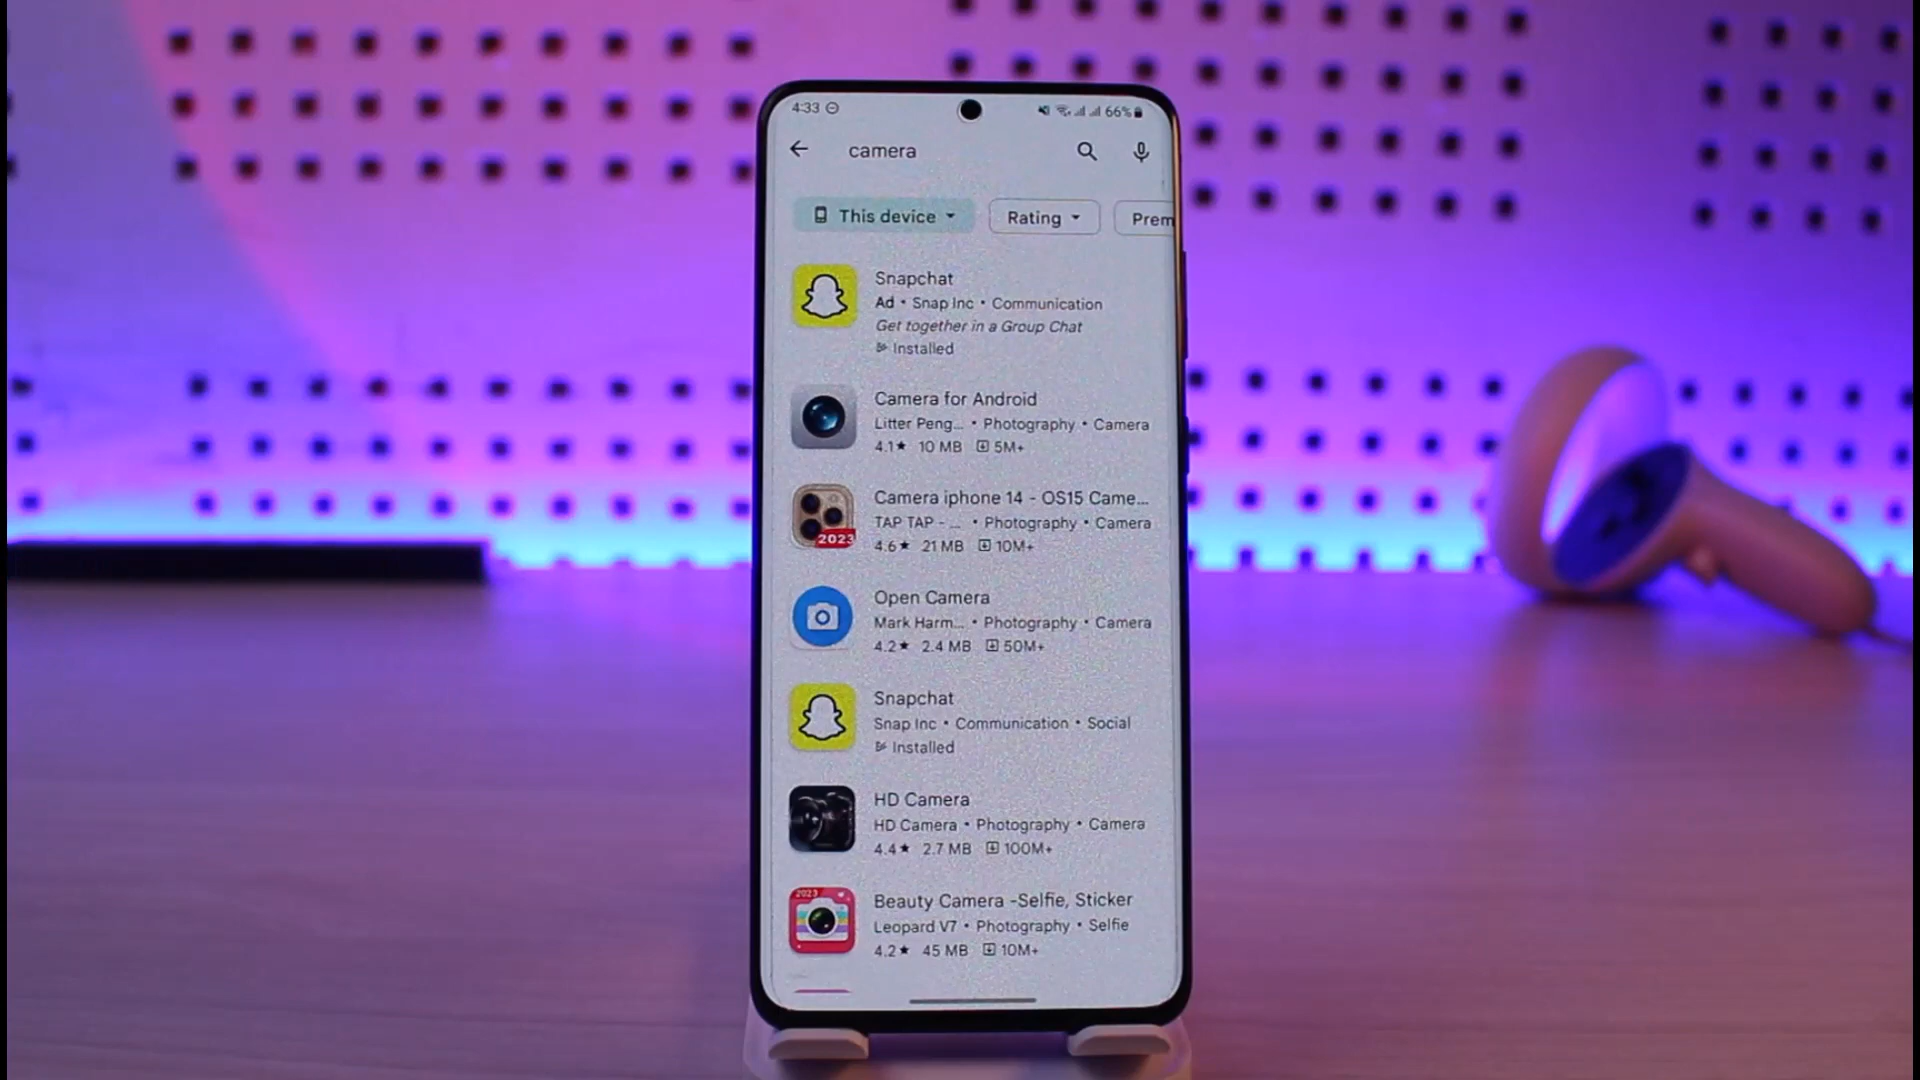 4:33
66%
camera
This device
Rating
Prem
Snapchat
Ad • Snap Inc • Communication
Get together in a Group Chat
Installed
Camera for Android
Litter Peng... • Photography • Camera
4.1★ 10 MB 5M+
Camera iphone 14 - OS15 Came...
TAP TAP - ... • Photography • Camera
2023
4.6★ 21 MB 10M+
Open Camera
Mark Harm... • Photography • Camera
4.2★ 2.4 MB 50M+
Snapchat
Snap Inc • Communication • Social
Installed
HD Camera
HD Camera • Photography • Camera
4.4★ 2.7 MB 100M+
2023
Beauty Camera -Selfie, Sticker
Leopard V7 • Photography • Selfie
4.2★ 45 MB 10M+